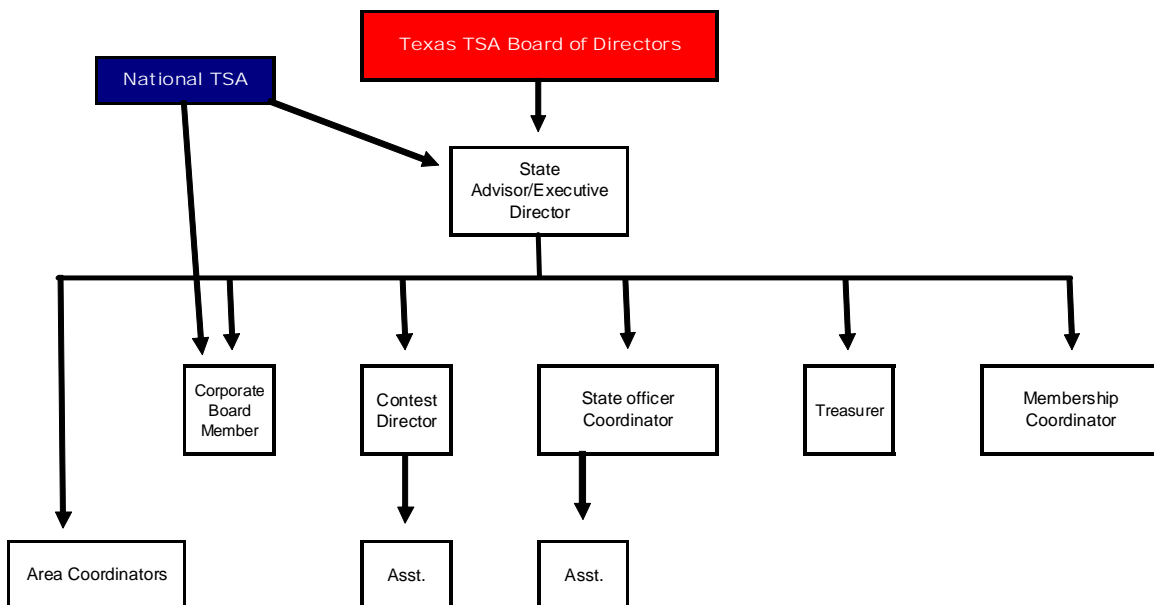 Texas TSA Board of Directors
National TSA
State
Advisor/Executive
Director
Corporate
Board
Member
Contest
Director
State officer
Coordinator
Treasurer
Membership
Coordinator
Area Coordinators
Asst.
Asst.